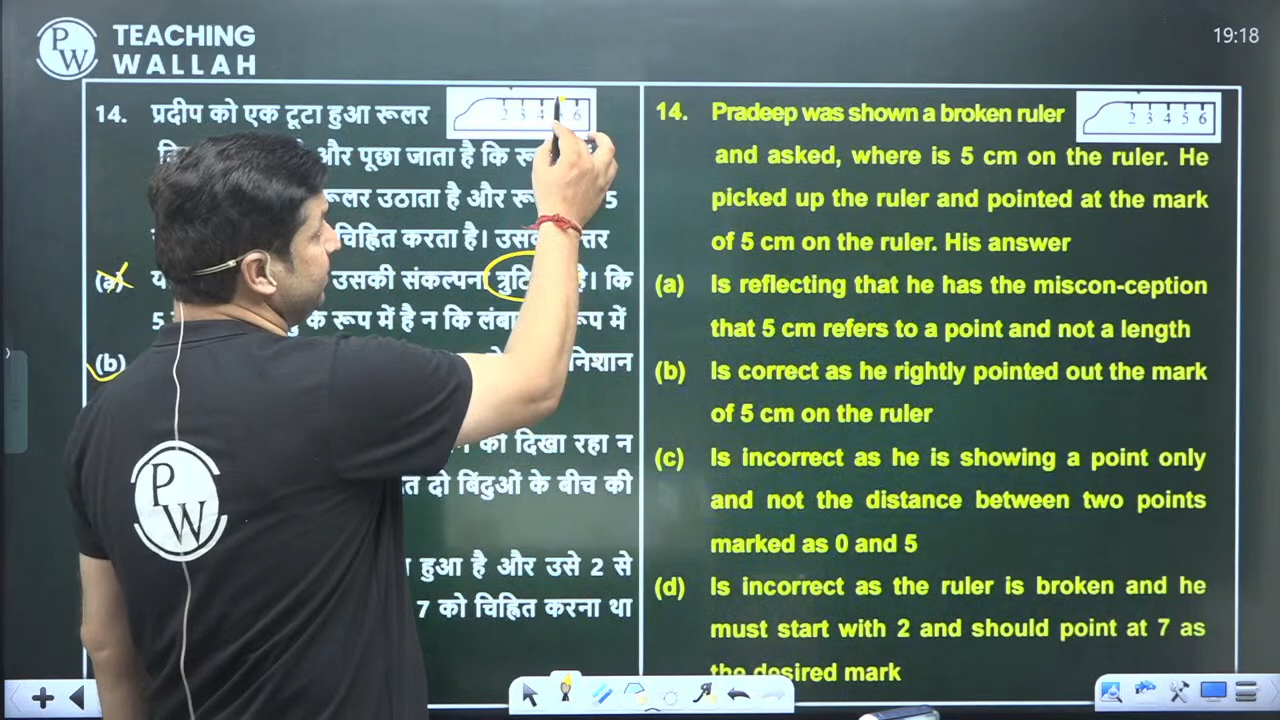 TEACHING
WALLAH
19:18
14. प्रदीप को एक टूटा हुआ रूलर
2 3 4 6
और पूछा जाता है कि
रूलर उठाता है और 5
चिह्नित करता है।
(a) उसकी संकल्पना है। कि
5 के रूप में है न कि में
(b) निशान
को दिखा रहा न
दो बिंदुओं के बीच की
हुआ है और उसे 2 से
7 को चिह्नित करना था
14. Pradeep was shown a broken ruler
2 3 4 5 6
and asked, where is 5 cm on the ruler. He
picked up the ruler and pointed at the mark
of 5 cm on the ruler. His answer
(a) Is reflecting that he has the miscon-ception
that 5 cm refers to a point and not a length
(b) Is correct as he rightly pointed out the mark
of 5 cm on the ruler
(c) Is incorrect as he is showing a point only
and not the distance between two points
marked as 0 and 5
(d) Is incorrect as the ruler is broken and he
must start with 2 and should point at 7 as
the desired mark
P
W
P
W